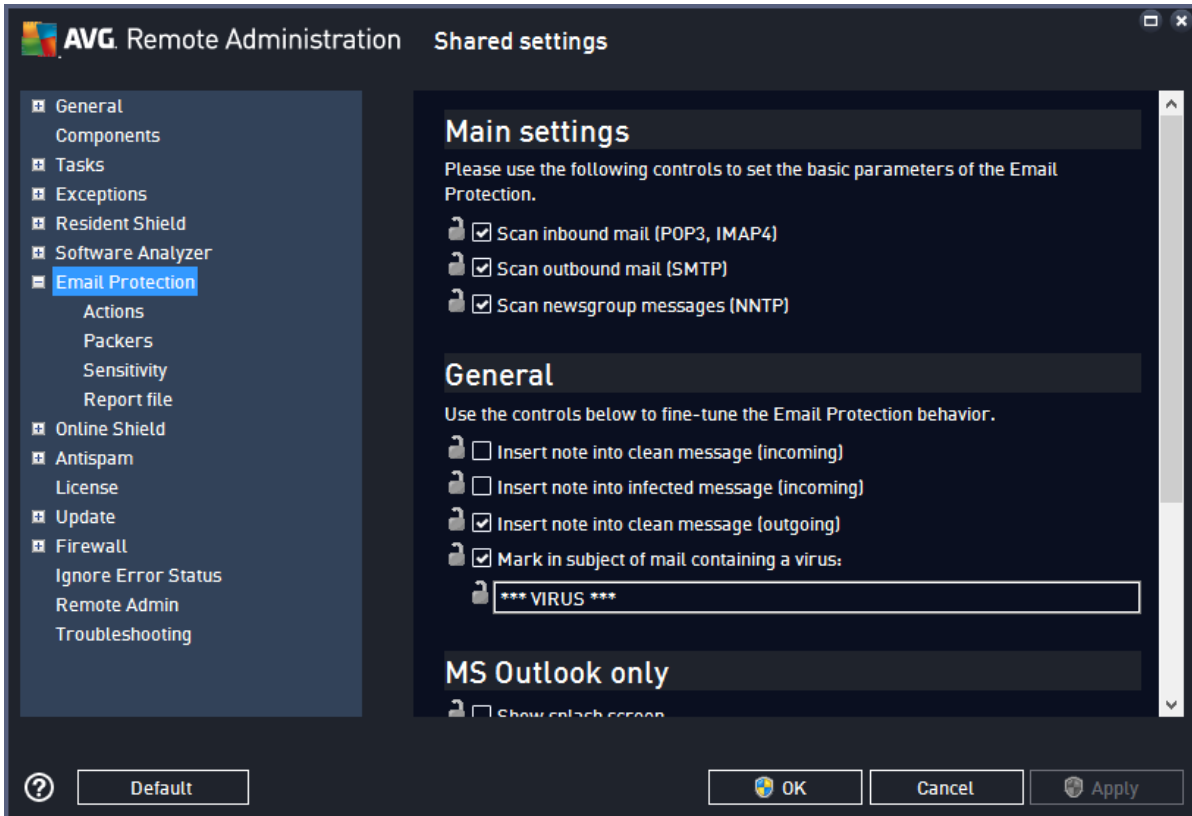 AVG. Remote Administration
Shared settings
General
Components
Tasks
Exceptions
Resident Shield
Software Analyzer
Email Protection
Actions
Packers
Sensitivity
Report file
Online Shield
Antispam
License
Update
Firewall
Ignore Error Status
Remote Admin
Troubleshooting
Main settings
Please use the following controls to set the basic parameters of the Email
Protection.
Scan inbound mail (POP3, IMAP4)
Scan outbound mail (SMTP)
Scan newsgroup messages (NNTP)
General
Use the controls below to fine-tune the Email Protection behavior.
Insert note into clean message (incoming)
Insert note into infected message (incoming)
Insert note into clean message (outgoing)
Mark in subject of mail containing a virus:
*** VIRUS ***
MS Outlook only
Show splash screen
? Default
OK
Cancel
Apply